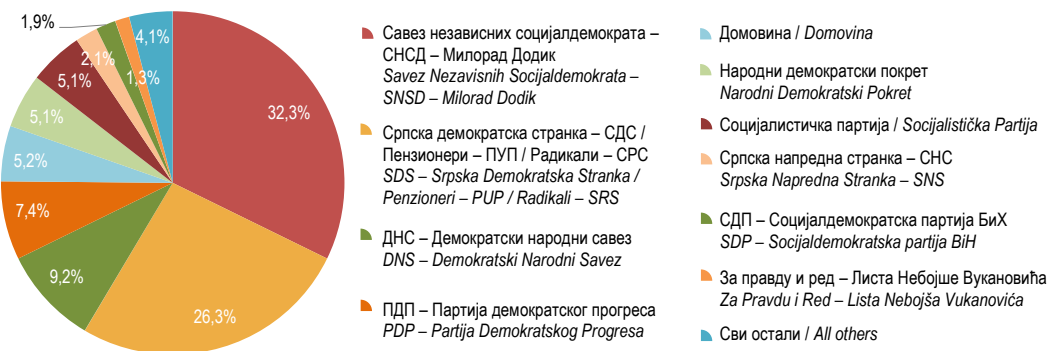 1,9%
4,1%
2,1%
1,3%
5,1%
32,3%
5,1%
5,2%
7,4%
9,2%
26,3%
Савез независних социјалдемократа –
СНСД – Милорад Додик
Savez Nezavisnih Socijaldemokrata –
SNSD – Milorad Dodik
Српска демократска странка – СДС /
Пензионери – ПУП / Радикали – СРС
SDS – Srpska Demokratska Stranka /
Penzioneri – PUP / Radikali – SRS
ДНС – Демократски народни савез
DNS – Demokratski Narodni Savez
ПДП – Партија демократског прогреса
PDP – Partija Demokratskog Progresa
Домовина / Domovina
Народни демократски покрет
Narodni Demokratski Pokret
Социјалистичка партија / Socijalistička Partija
Српска напредна странка – СНС
Srpska Napredna Stranka – SNS
СДП – Социјалдемократска партија БиХ
SDP – Socijaldemokratska partija BiH
За правду и ред – Листа Небојше Вукановића
Za Pravdu i Red – Lista Nebojša Vukanovića
Сви остали / All others